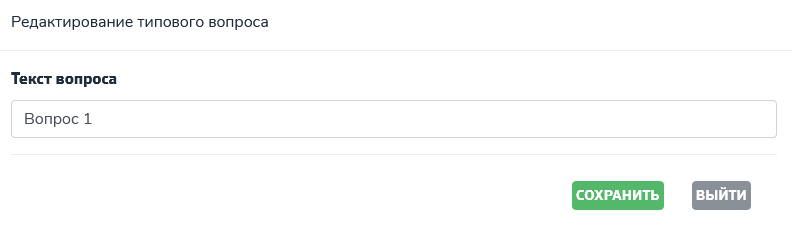 Редактирование типового вопроса
Текст вопроса
Вопрос 1
СОХРАНИТЬ ВЫЙТИ